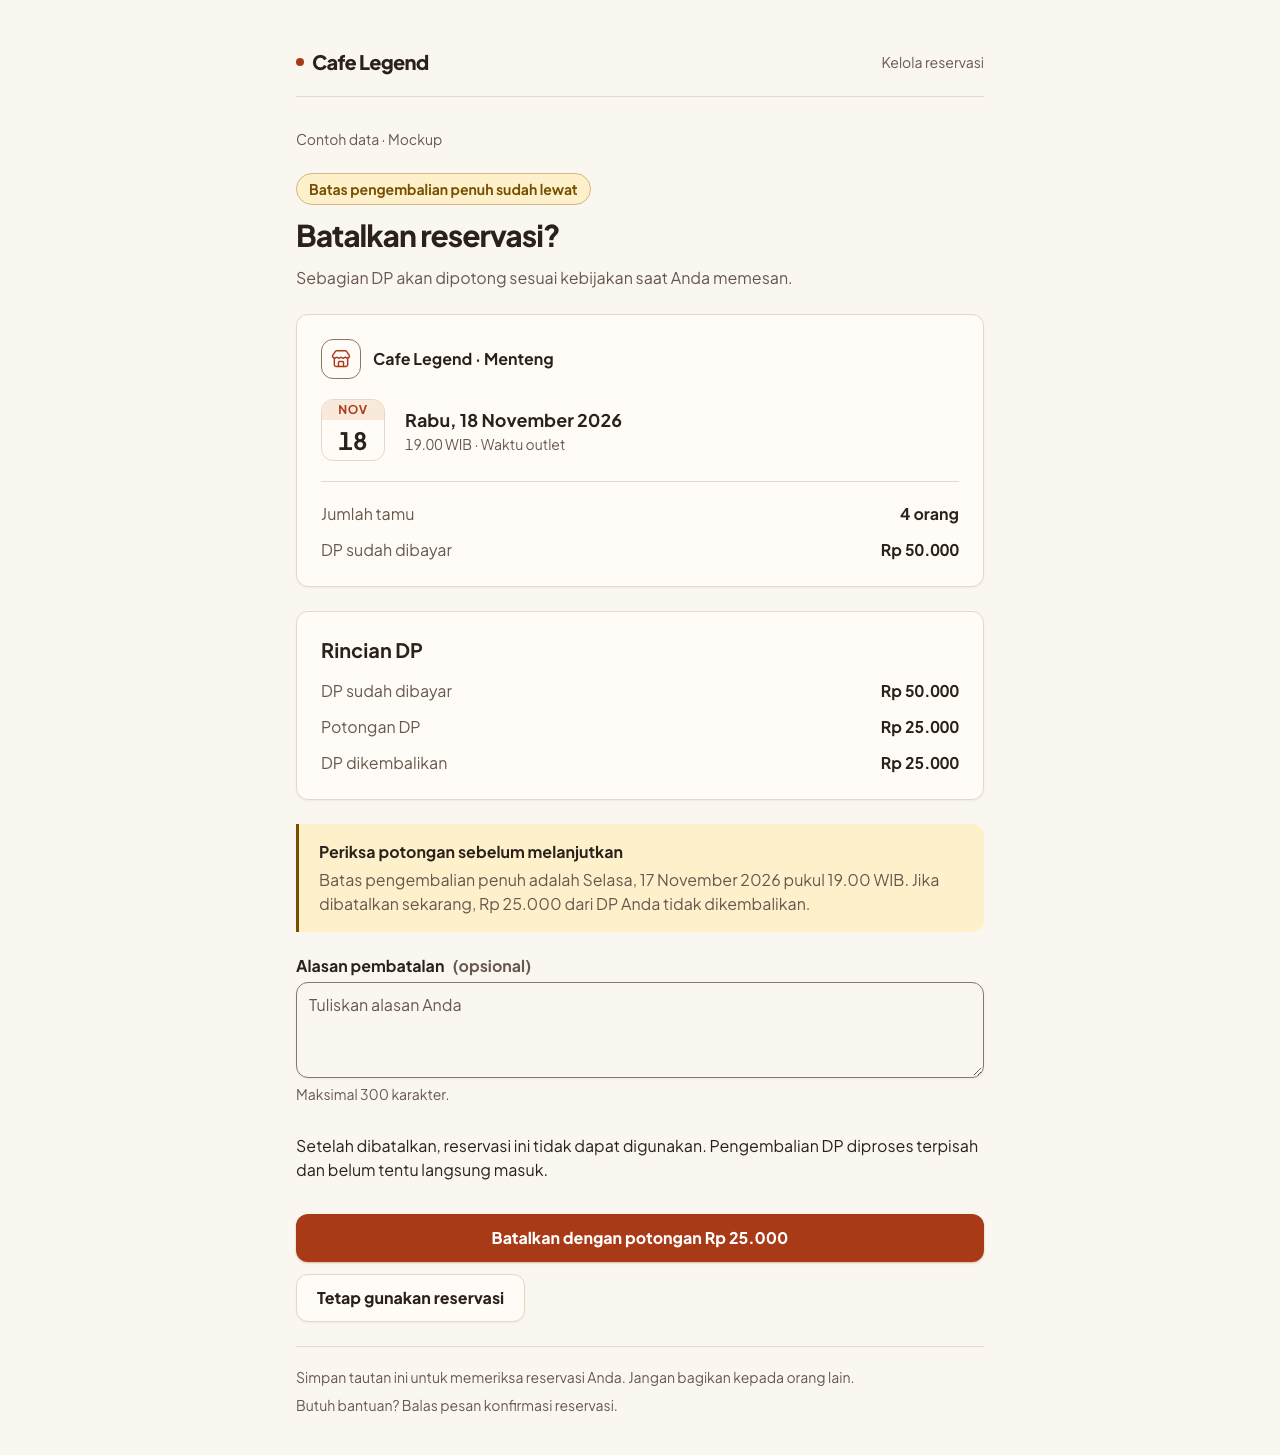 Cafe Legend
Kelola reservasi
Contoh data · Mockup
Batas pengembalian penuh sudah lewat
Batalkan reservasi?
Sebagian DP akan dipotong sesuai kebijakan saat Anda memesan.
Cafe Legend · Menteng
NOV
18
Rabu, 18 November 2026
19.00 WIB · Waktu outlet
Jumlah tamu
4 orang
DP sudah dibayar
Rp 50.000
Rincian DP
DP sudah dibayar
Rp 50.000
Potongan DP
Rp 25.000
DP dikembalikan
Rp 25.000
Periksa potongan sebelum melanjutkan
Batas pengembalian penuh adalah Selasa, 17 November 2026 pukul 19.00 WIB. Jika
dibatalkan sekarang, Rp 25.000 dari DP Anda tidak dikembalikan.
Alasan pembatalan (opsional)
Tuliskan alasan Anda
Maksimal 300 karakter.
Setelah dibatalkan, reservasi ini tidak dapat digunakan. Pengembalian DP diproses terpisah
dan belum tentu langsung masuk.
Batalkan dengan potongan Rp 25.000
Tetap gunakan reservasi
Simpan tautan ini untuk memeriksa reservasi Anda. Jangan bagikan kepada orang lain.
Butuh bantuan? Balas pesan konfirmasi reservasi.